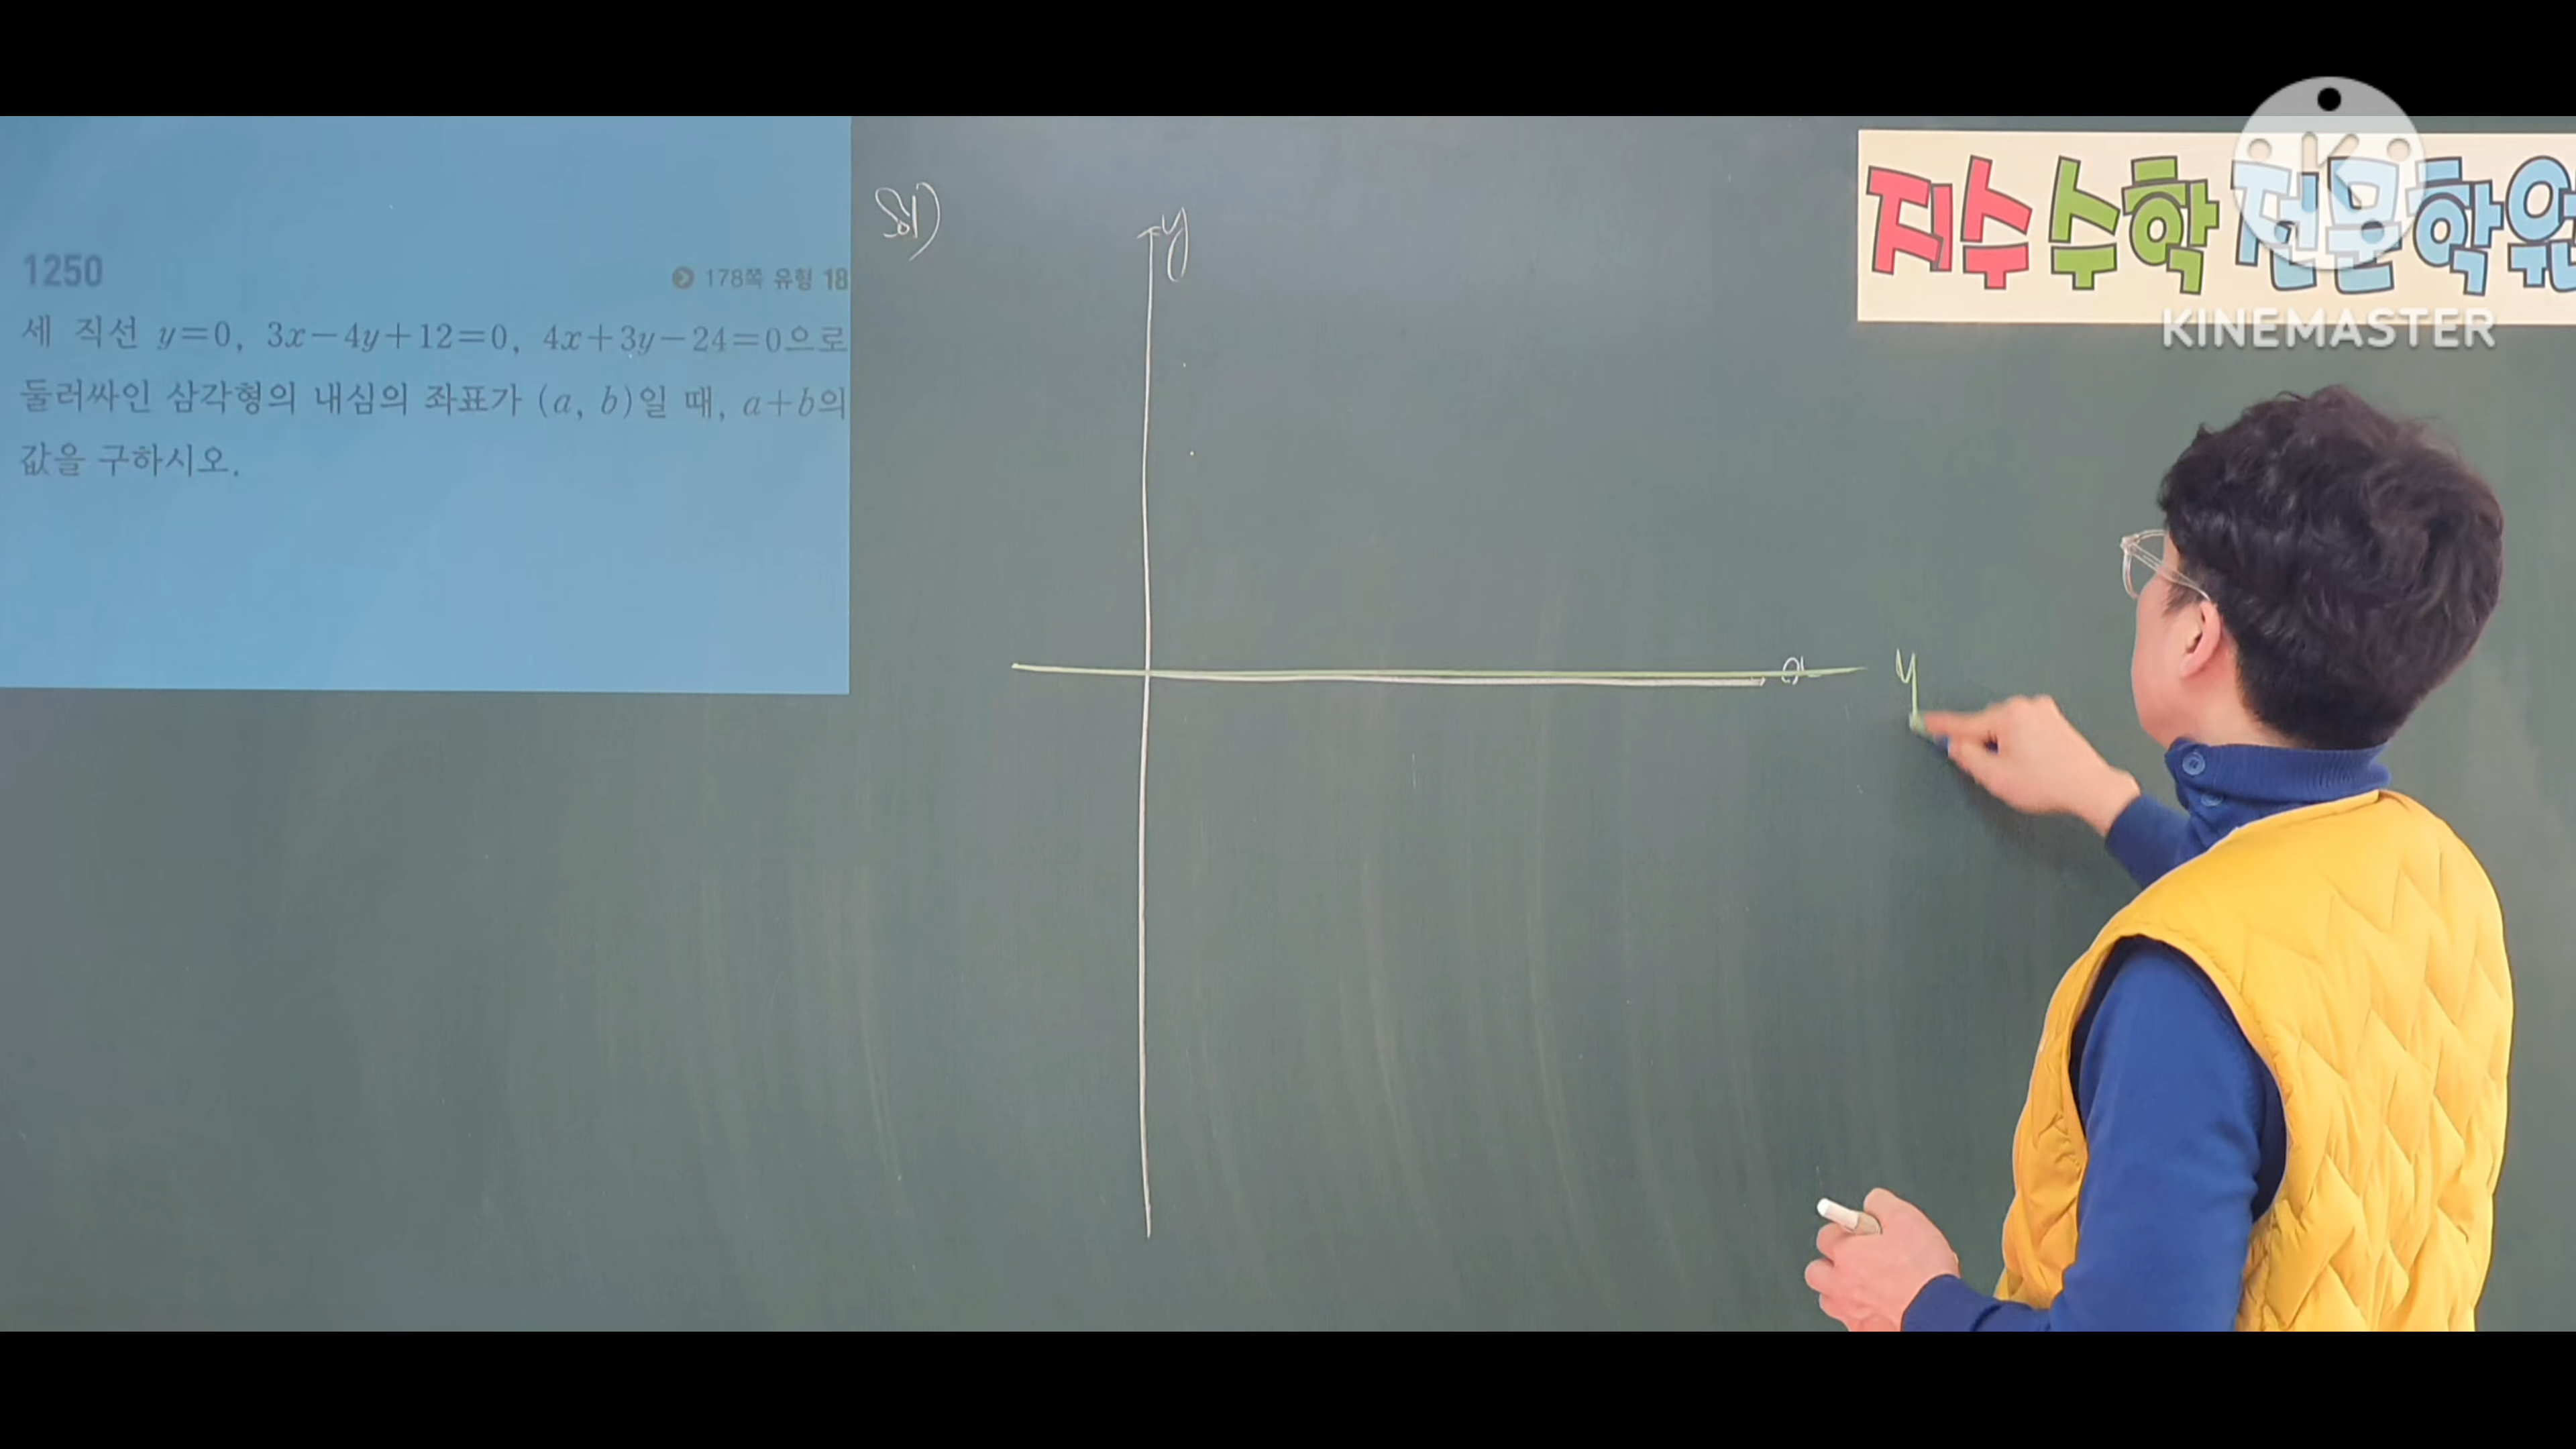 1250
178쪽 유형 18
세 직선 y=0, 3x-4y+12=0, 4x+3y-24=0으로
둘러싸인 삼각형의 내심의 좌표가 (a, b)일 때, a+b의
값을 구하시오.
Sol)
y
x
y
지수수학 전문학원
KINEMASTER